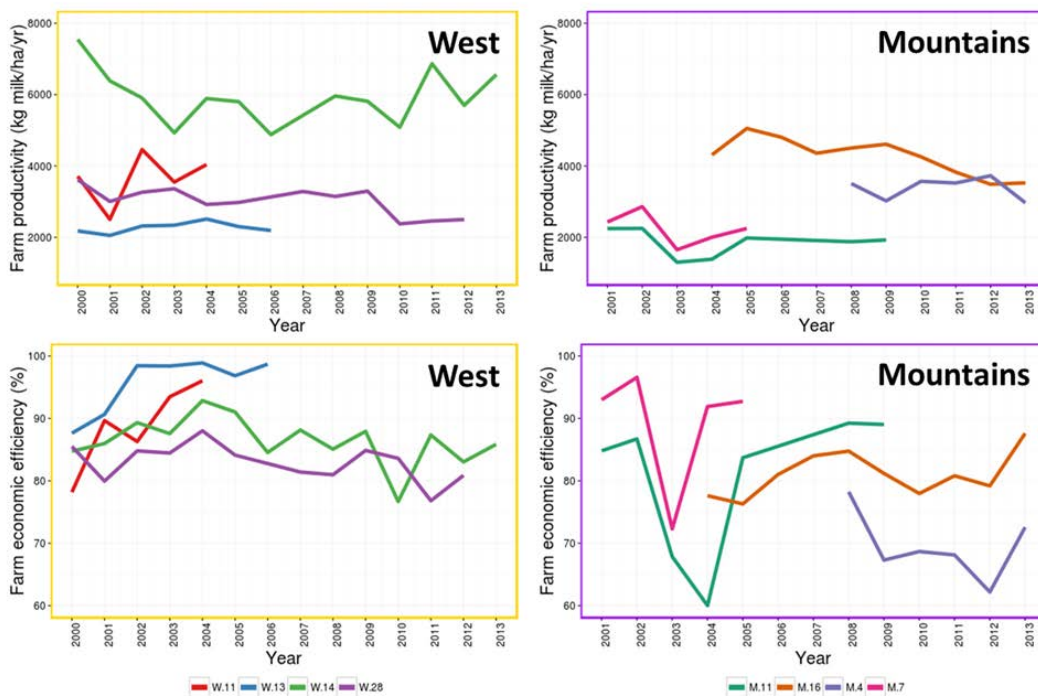 West
Farm productivity (kg milk/ha/yr)
8000
6000
4000
2000
2000 2001 2002 2003 2004 2005 2006 2007 2008 2009 2010 2011 2012 2013
Year
Mountains
Farm productivity (kg milk/ha/yr)
8000
6000
4000
2000
2001 2002 2003 2004 2005 2006 2007 2008 2009 2010 2011 2012 2013
Year
West
Farm economic efficiency (%)
100
90
80
70
60
2000 2001 2002 2003 2004 2005 2006 2007 2008 2009 2010 2011 2012 2013
Year
Mountains
Farm economic efficiency (%)
100
90
80
70
60
2001 2002 2003 2004 2005 2006 2007 2008 2009 2010 2011 2012 2013
Year
W.11 W.13 W.14 W.28
M.11 M.16 M.4 M.7